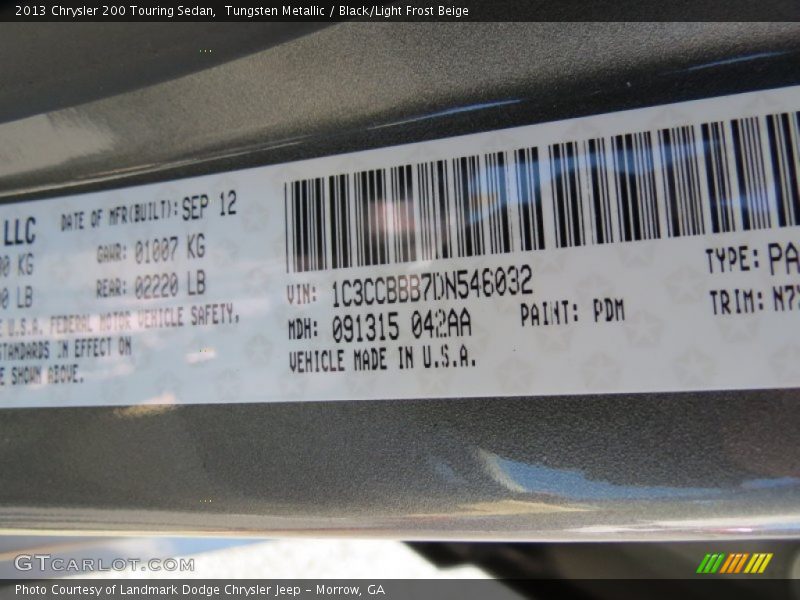 2013 Chrysler 200 Touring Sedan, Tungsten Metallic / Black/Light Frost Beige
LLC DATE OF MFR(BUILT): SEP 12
KG GAWR: 01007 KG
LB REAR: 02220 LB
U.S.A. FEDERAL MOTOR VEHICLE SAFETY,
STANDARDS IN EFFECT ON
SHOWN ABOVE.
VIN: 1C3CCBBB7DN546032
MDH: 091315 042AA PAINT: PDM
VEHICLE MADE IN U.S.A.
TYPE: PA
TRIM: N7
GTCARLOT.COM
Photo Courtesy of Landmark Dodge Chrysler Jeep – Morrow, GA